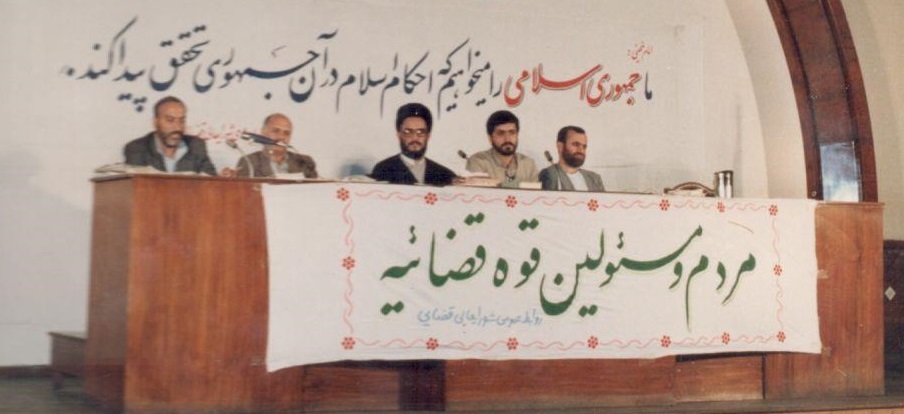 امام خمینی:
ما جمهوری اسلامی را میخواهیم که احکام اسلام در آن جمهوری تحقق پیدا کند.
مردم و مسئولین قوه قضائیه
روابط عمومی شورایعالی قضایی